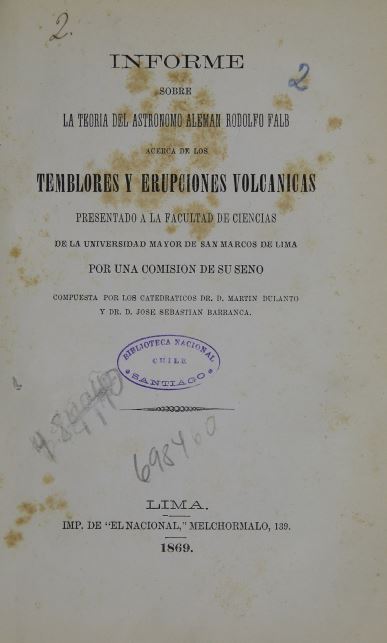 2.
2
INFORME
SOBRE
LA TEORIA DEL ASTRONOMO ALEMAN RODOLFO FALB
ACERCA DE LOS
TEMBLORES Y ERUPCIONES VOLCANICAS
PRESENTADO A LA FACULTAD DE CIENCIAS
DE LA UNIVERSIDAD MAYOR DE SAN MARCOS DE LIMA
POR UNA COMISION DE SU SENO
COMPUESTA POR LOS CATEDRATICOS DR. D. MARTIN DULANTO
Y DR. D. JOSE SEBASTIAN BARRANCA.
BIBLIOTECA NACIONAL
CHILE
SANTIAGO
698460
LIMA.
IMP. DE "EL NACIONAL," MELCHORMALO, 139.
1869.